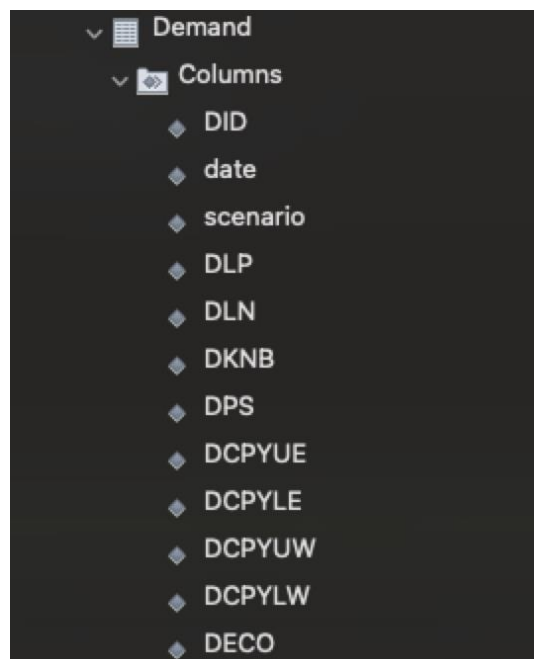 Demand
Columns
DID
date
scenario
DLP
DLN
DKNB
DPS
DCPYUE
DCPYLE
DCPYUW
DCPYLW
DECO